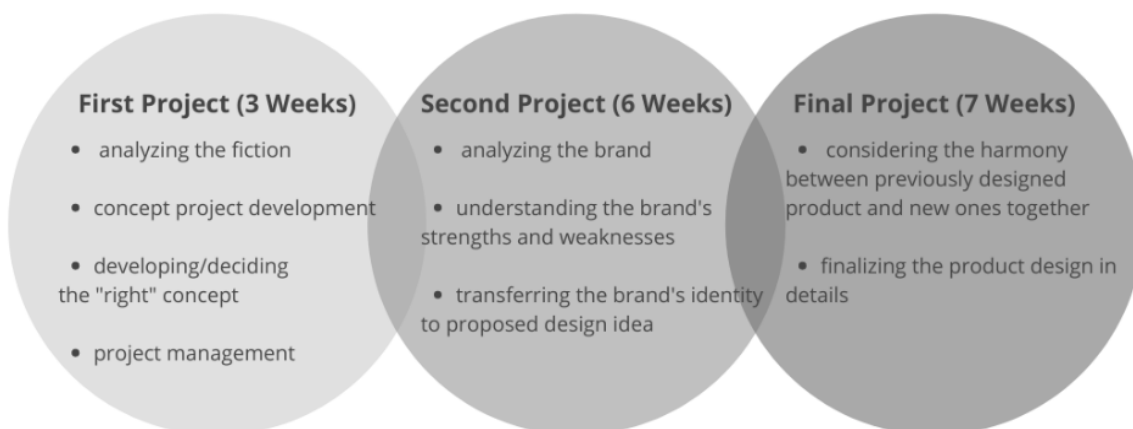 First Project (3 Weeks)
• analyzing the fiction
• concept project development
• developing/deciding
the "right" concept
• project management
Second Project (6 Weeks)
• analyzing the brand
• understanding the brand's
strengths and weaknesses
• transferring the brand's identity
to proposed design idea
Final Project (7 Weeks)
• considering the harmony
between previously designed
product and new ones together
• finalizing the product design in
details